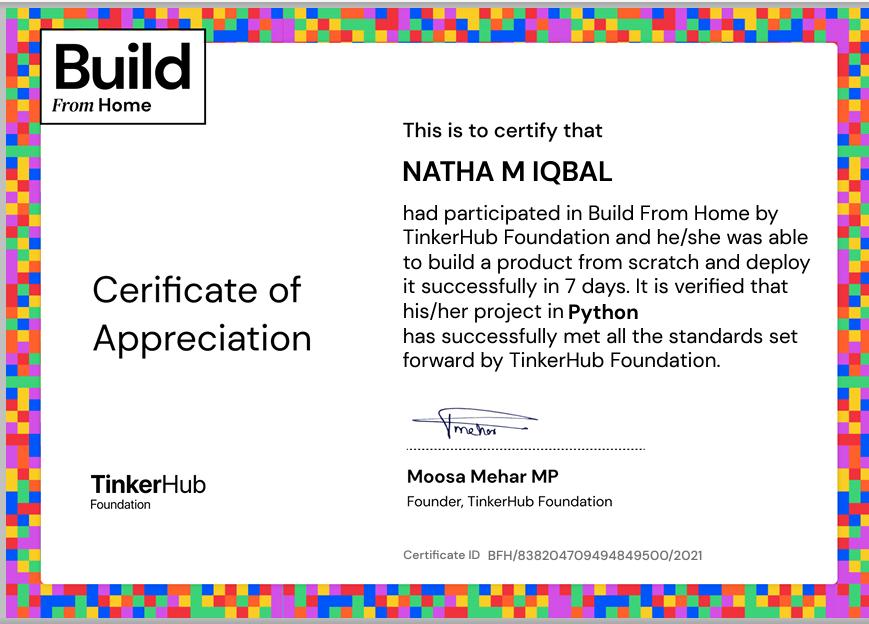 Build
From Home
This is to certify that
NATHA M IQBAL
had participated in Build From Home by
TinkerHub Foundation and he/she was able
to build a product from scratch and deploy
it successfully in 7 days. It is verified that
his/her project in Python
has successfully met all the standards set
forward by TinkerHub Foundation.
Cerificate of
Appreciation
Tmehar
Moosa Mehar MP
Founder, TinkerHub Foundation
TinkerHub
Foundation
Certificate ID BFH/838204709494849500/2021